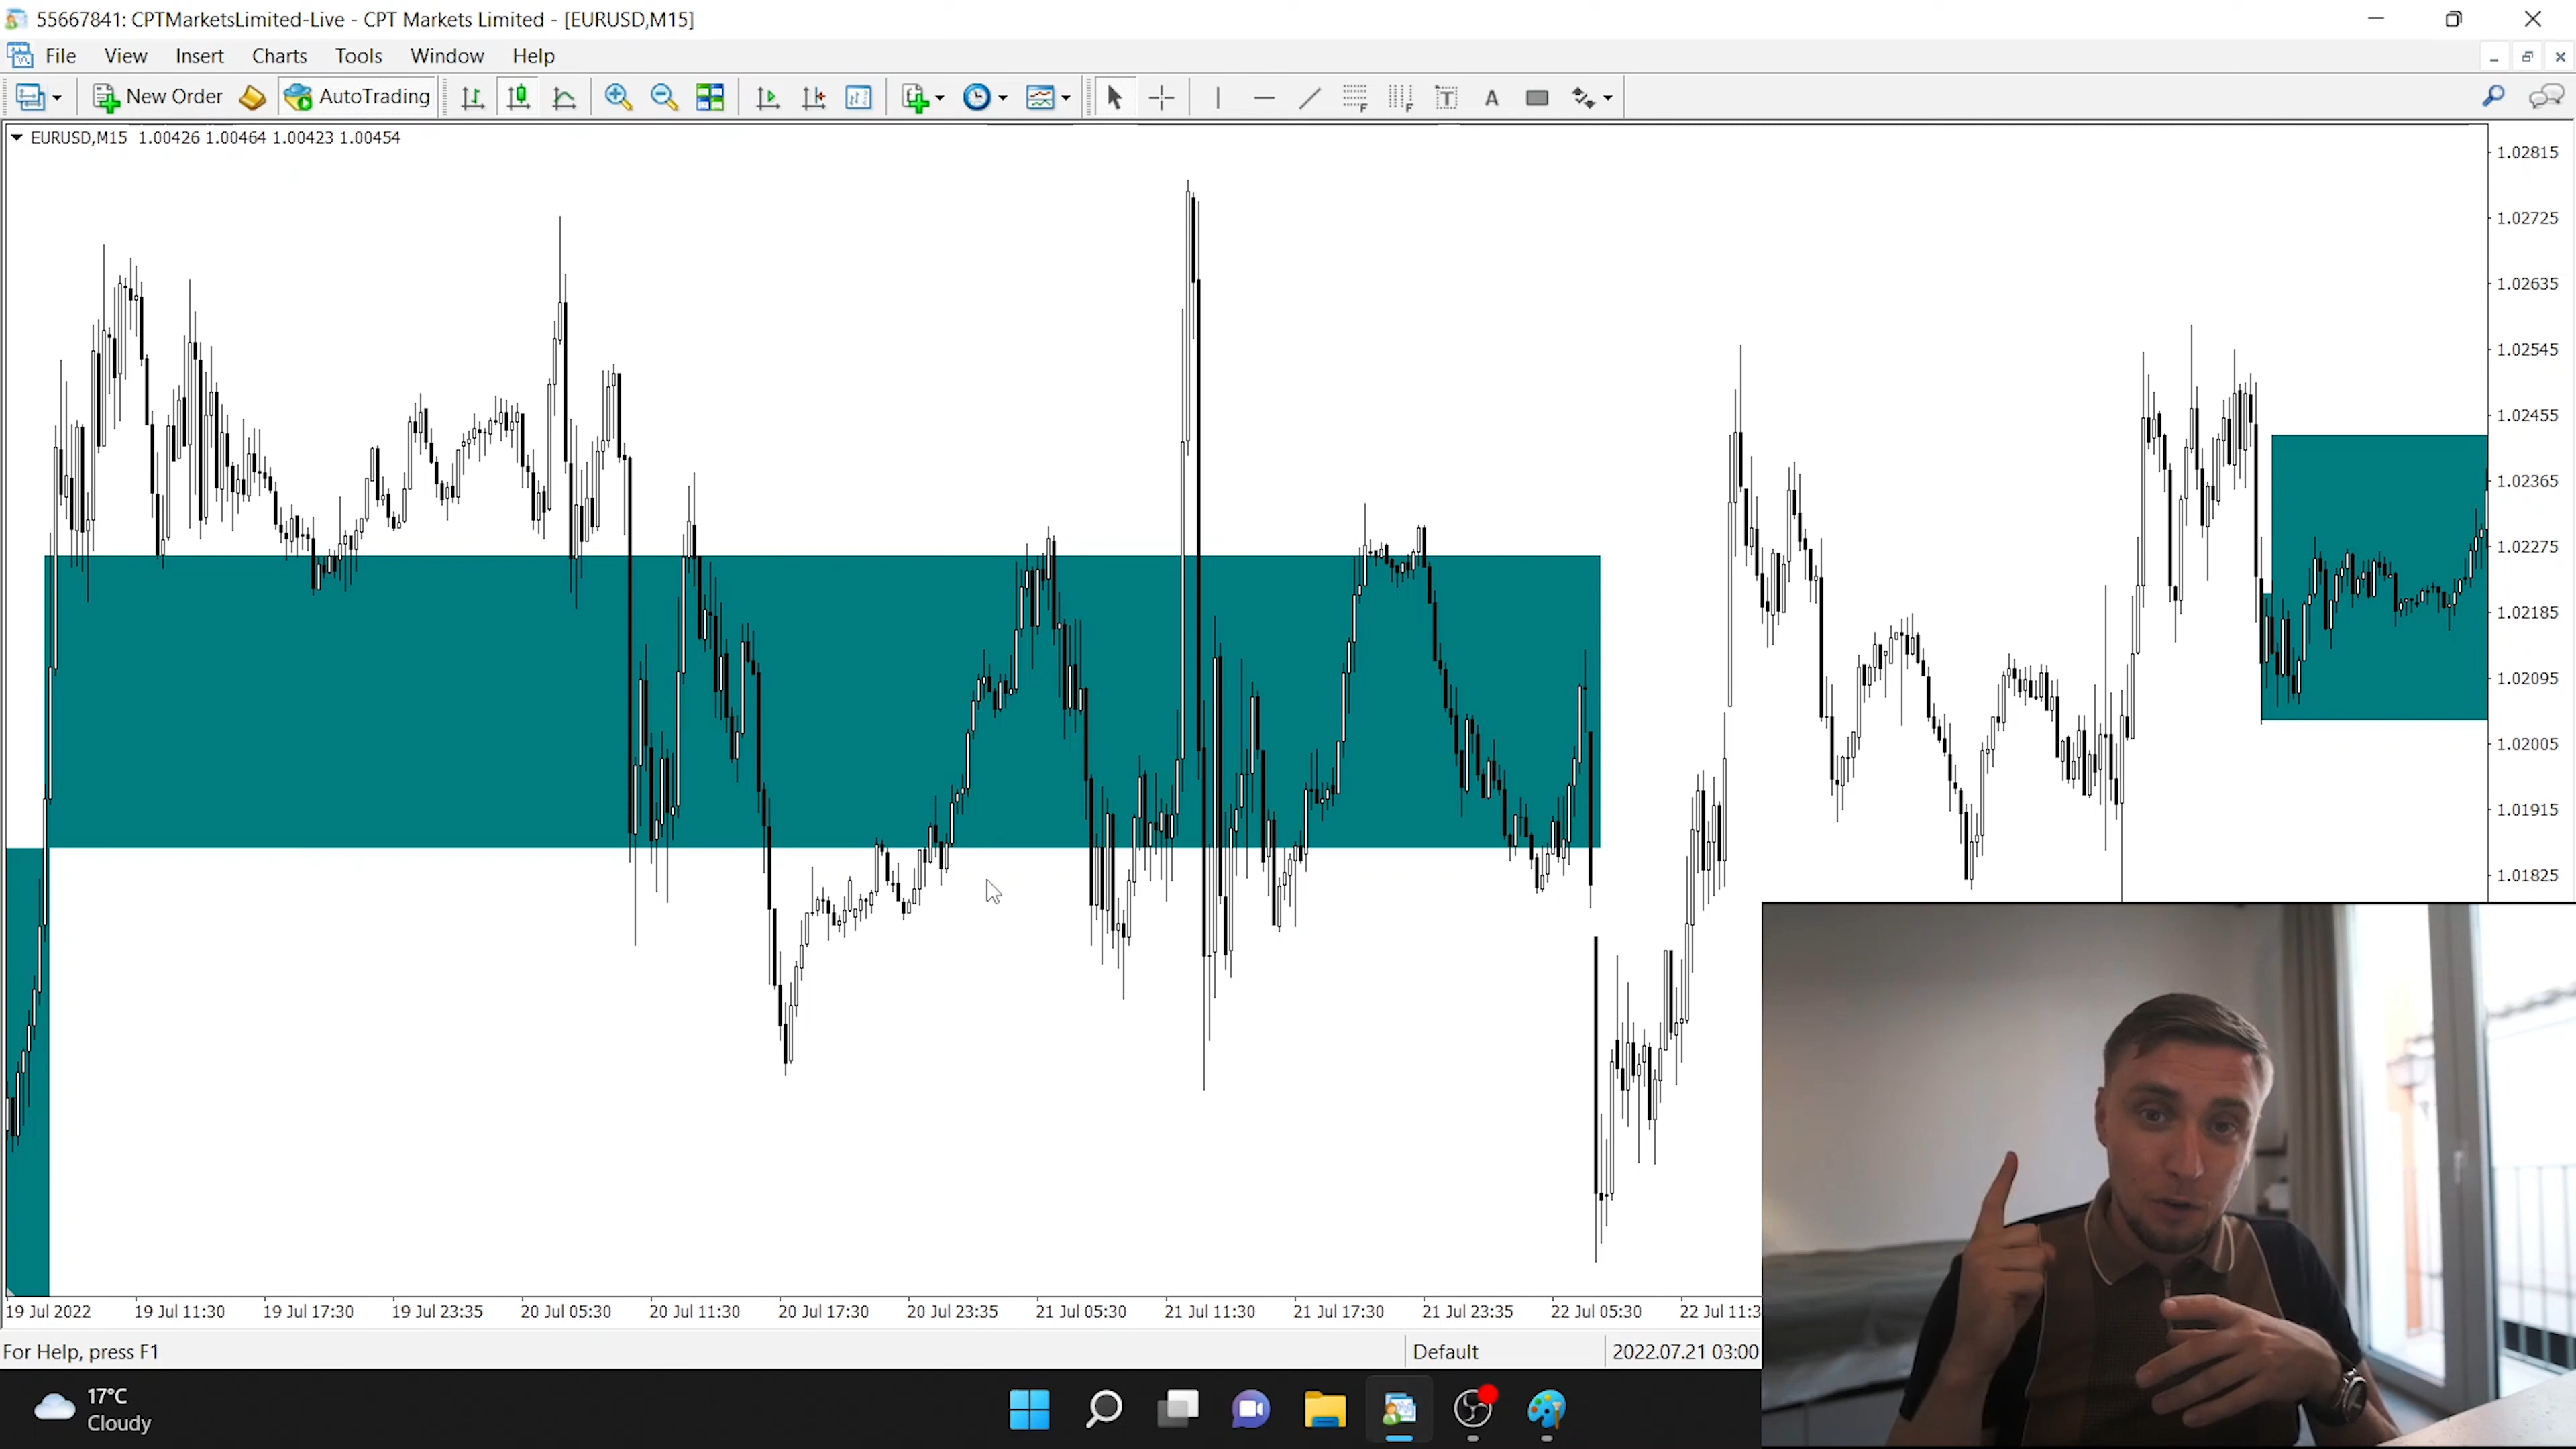 55667841: CPTMarketsLimited-Live - CPT Markets Limited - [EURUSD,M15]
File View Insert Charts Tools Window Help
New Order AutoTrading
EURUSD,M15 1.00426 1.00464 1.00423 1.00454
1.02815
1.02725
1.02635
1.02545
1.02455
1.02365
1.02275
1.02185
1.02095
1.02005
1.01915
1.01825
19 Jul 2022 19 Jul 11:30 19 Jul 17:30 19 Jul 23:35 20 Jul 05:30 20 Jul 11:30 20 Jul 17:30 20 Jul 23:35 21 Jul 05:30 21 Jul 11:30 21 Jul 17:30 21 Jul 23:35 22 Jul 05:30 22 Jul 11:3
For Help, press F1 Default 2022.07.21 03:00
17°C
Cloudy